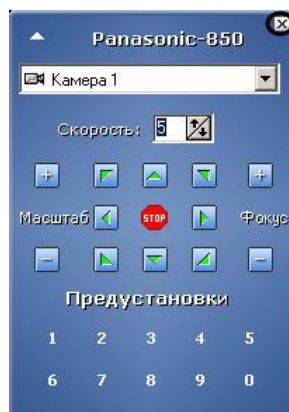 Panasonic-850
Камера 1
Скорость: 5
Масштаб STOP Фокус
Предустановки
1 2 3 4 5
6 7 8 9 0